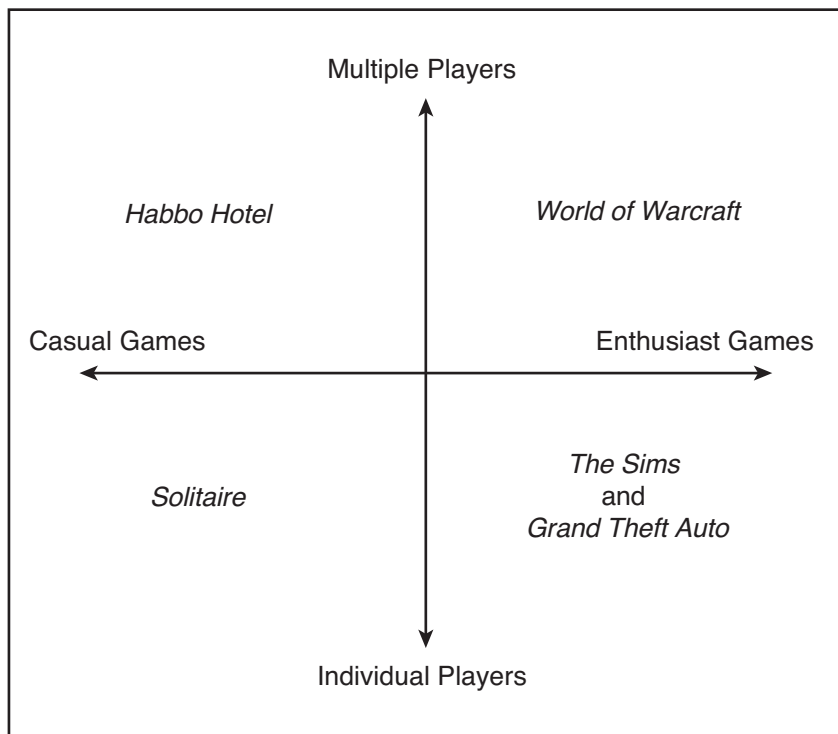 Multiple Players
Habbo Hotel
World of Warcraft
Casual Games
Enthusiast Games
Solitaire
The Sims
and
Grand Theft Auto
Individual Players